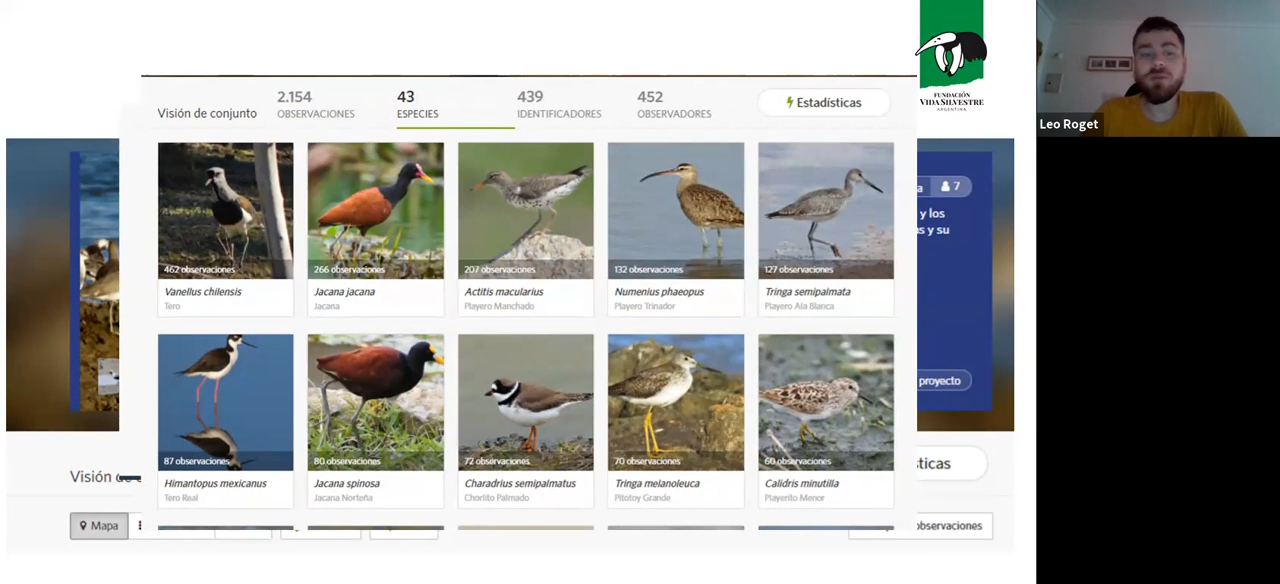 Visión de conjunto
2.154
OBSERVACIONES
43
ESPECIES
439
IDENTIFICADORES
452
OBSERVADORES
Estadísticas
FUNDACIÓN
VIDA SILVESTRE
ARGENTINA
Leo Roget
a 7
y los
s y su
proyecto
462 observaciones
266 observaciones
207 observaciones
132 observaciones
127 observaciones
Vanellus chilensis
Jacana jacana
Actitis macularius
Numenius phaeopus
Tringa semipalmata
Tero
Jacana
Playero Manchado
Playero Trinador
Playero Ala Blanca
87 observaciones
80 observaciones
72 observaciones
70 observaciones
60 observaciones
Himantopus mexicanus
Jacana spinosa
Charadrius semipalmatus
Tringa melanoleuca
Calidris minutilla
Tero Real
Jacana Norteña
Chorlito Palmado
Pitotoy Grande
Playerito Menor
Visión
sticas
Mapa
observaciones